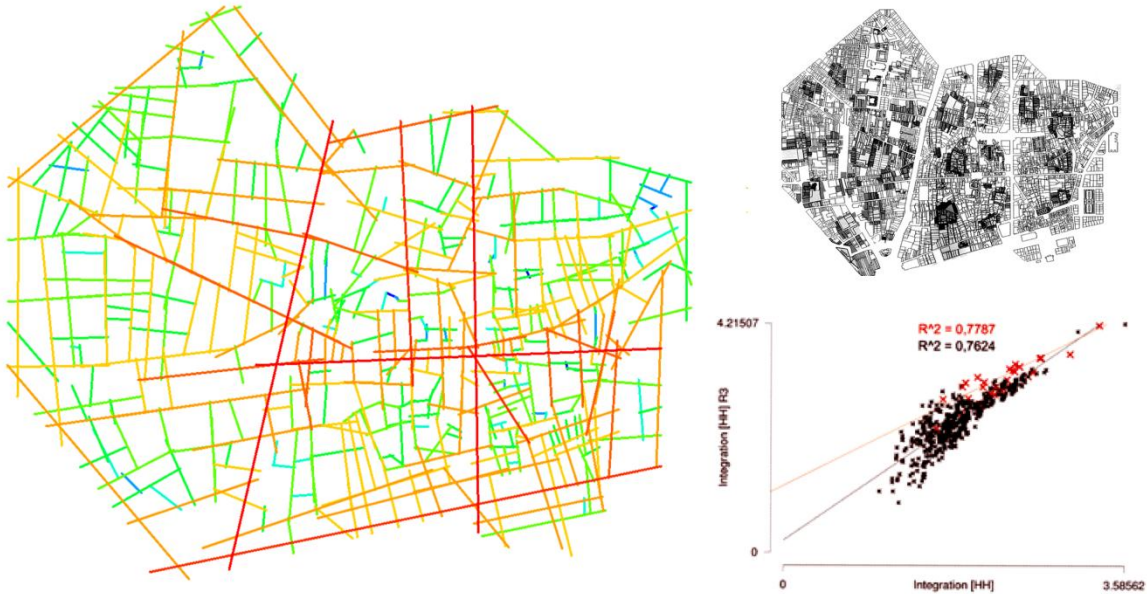 4.21507
R^2 = 0,7787
R^2 = 0,7624
Integration [HH] R3
0
0
Integration [HH]
3.58562